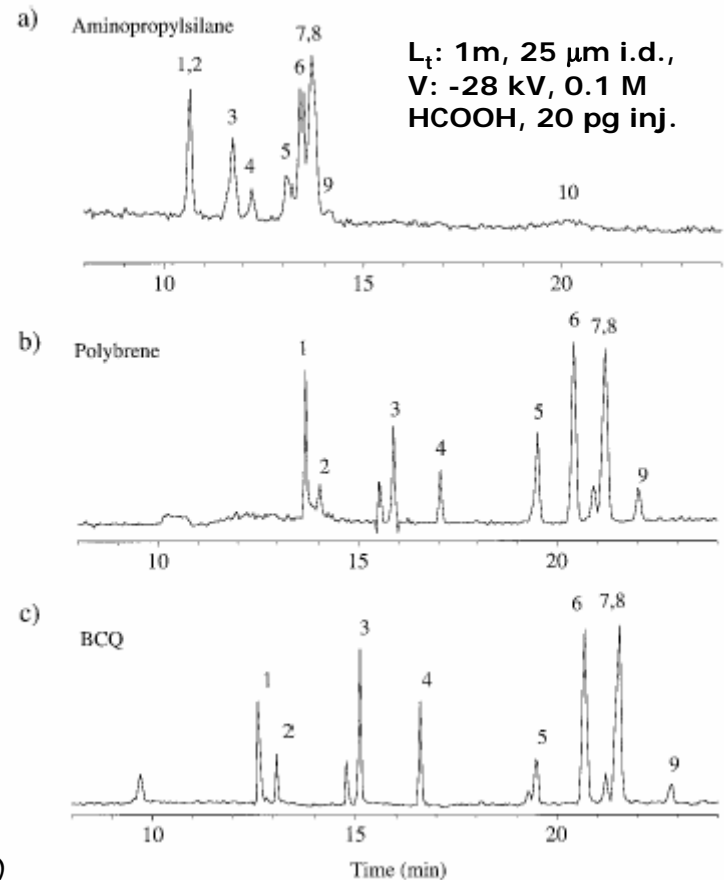 a) Aminopropylsilane
L_t: 1m, 25 μm i.d.,
V: -28 kV, 0.1 M
HCOOH, 20 pg inj.
1,2
3
4
5
6
7,8
9
10
10 15 20
b) Polybrene
1
2
3
4
5
6
7,8
9
10 15 20
c) BCQ
1
2
3
4
5
6
7,8
9
10 15 20
Time (min)
)